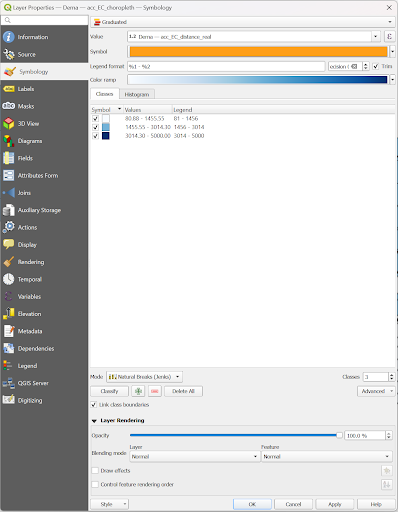 Layer Properties — Dema — acc_EC_choropleth — Symbology
Information
Source
Symbology
Labels
Masks
3D View
Diagrams
Fields
Attributes Form
Joins
Auxiliary Storage
Actions
Display
Rendering
Temporal
Variables
Elevation
Metadata
Dependencies
Legend
QGIS Server
Digitizing
Graduated
Value 1.2 Dema — acc_EC_distance_real
Symbol
Legend format %1 - %2 Trim
Color ramp
Classes Histogram
Symbol Values Legend
80.88 - 1455.55 81 - 1456
1455.55 - 3014.30 1456 - 3014
3014.30 - 5000.00 3014 - 5000
Mode Natural Breaks (Jenks) Classes 3
Classify Delete All Advanced
Link class boundaries
Layer Rendering
Opacity 100.0 %
Layer Feature
Blending mode Normal Normal
Draw effects
Control feature rendering order
Style OK Cancel Apply Help